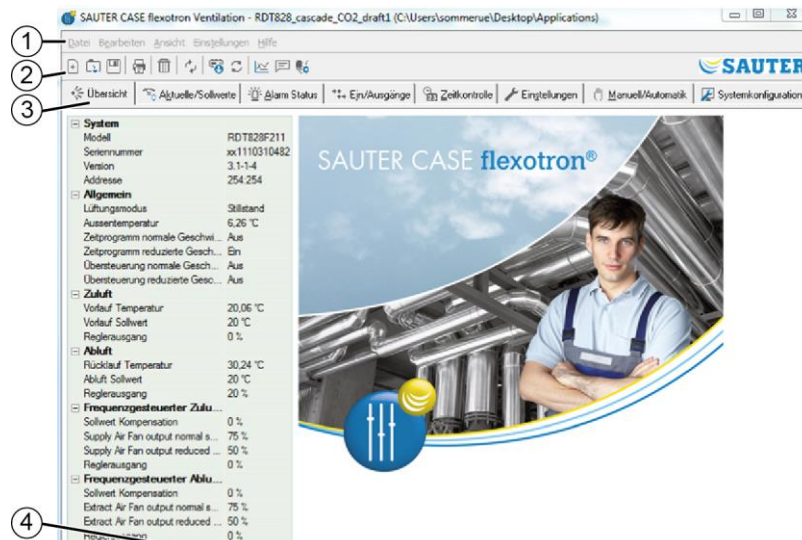 SAUTER CASE flexotron Ventilation - RDT828_cascade_CO2_draft1 (C:\Users\sommerue\Desktop\Applications)
1
Datei Bearbeiten Ansicht Einstellungen Hilfe
2
SAUTER
3
Übersicht Aktuelle/Sollwerte Alarm Status Ein/Ausgänge Zeitkontrolle Einstellungen Manuell/Automatik Systemkonfiguration
System
Modell RDT828F211
Seriennummer xx1110310482
Version 3.1-1-4
Addresse 254:254
Allgemein
Lüftungsmodus Stillstand
Aussentemperatur 6,26 °C
Zeitprogramm normale Geschwi... Aus
Zeitprogramm reduzierte Gesch... Ein
Übersteuerung normale Gesch... Aus
Übersteuerung reduzierte Gesc... Aus
Zuluft
Vorlauf Temperatur 20,06 °C
Vorlauf Sollwert 20 °C
Reglerausgang 0 %
Abluft
Rücklauf Temperatur 30,24 °C
Abluft Sollwert 20 °C
Reglerausgang 20 %
Frequenzgesteuerter Zulu...
Sollwert Kompensation 0 %
Supply Air Fan output normal s... 75 %
Supply Air Fan output reduced ... 50 %
Reglerausgang 0 %
Frequenzgesteuerter Ablu...
Sollwert Kompensation 0 %
Extract Air Fan output normal s... 75 %
Extract Air Fan output reduced ... 50 %
Reglerausgang 0 %
4
SAUTER CASE flexotron®